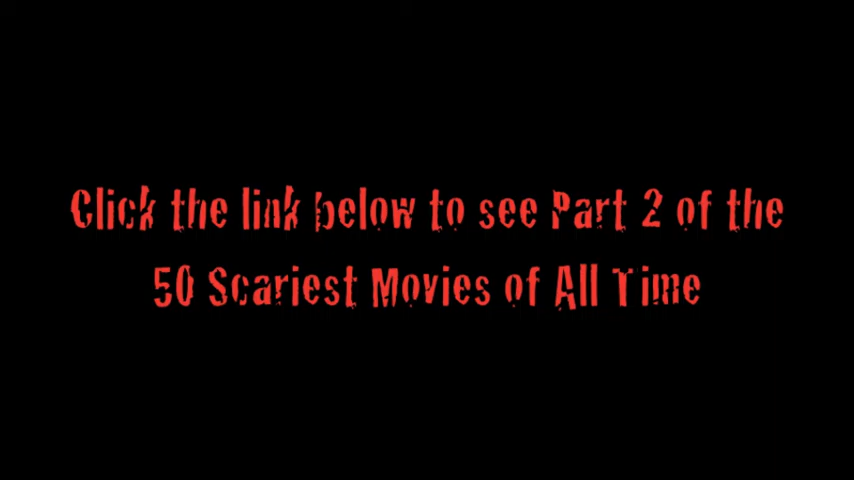 Click the link below to see Part 2 of the
50 Scariest Movies of All Time